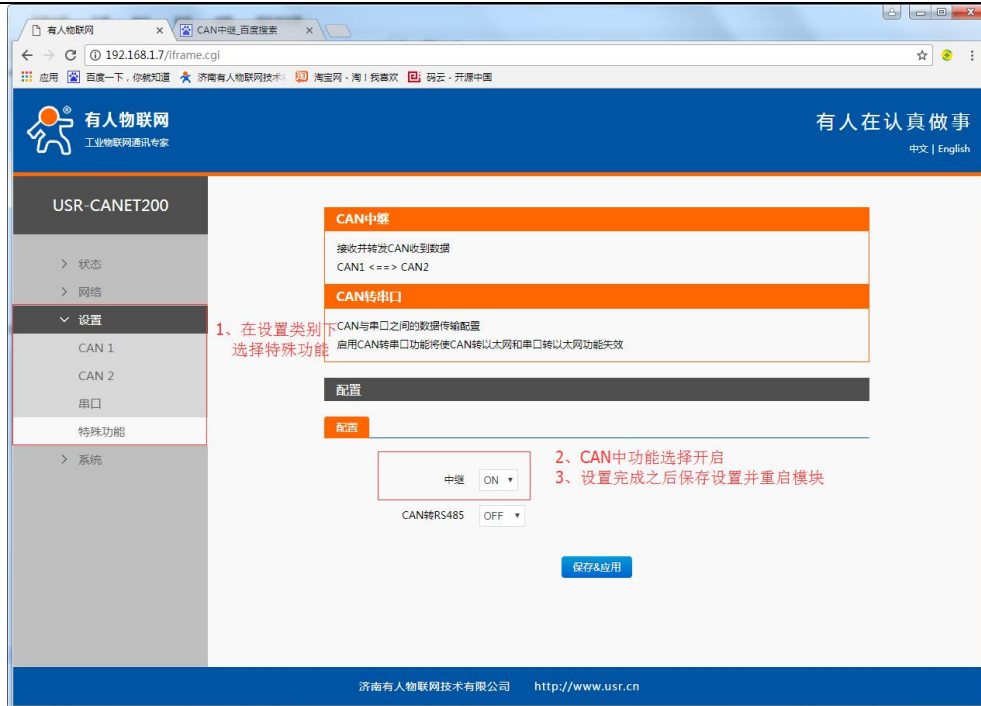 有人物联网
CAN中继_百度搜索
192.168.1.7/iframe.cgi
应用 百度一下，你就知道 济南有人物联网技术 淘宝网 - 淘！我喜欢 码云 - 开源中国
有人物联网
工业物联网通讯专家
有人在认真做事
中文 | English
USR-CANET200
状态
网络
设置
CAN 1
CAN 2
串口
特殊功能
系统
1、在设置类别下
选择特殊功能
CAN中继
接收并转发CAN收到数据
CAN1 <==> CAN2
CAN转串口
CAN与串口之间的数据传输配置
启用CAN转串口功能将使CAN转以太网和串口转以太网功能失效
配置
配置
中继 ON
CAN转RS485 OFF
2、CAN中功能选择开启
3、设置完成之后保存设置并重启模块
保存&应用
济南有人物联网技术有限公司 http://www.usr.cn